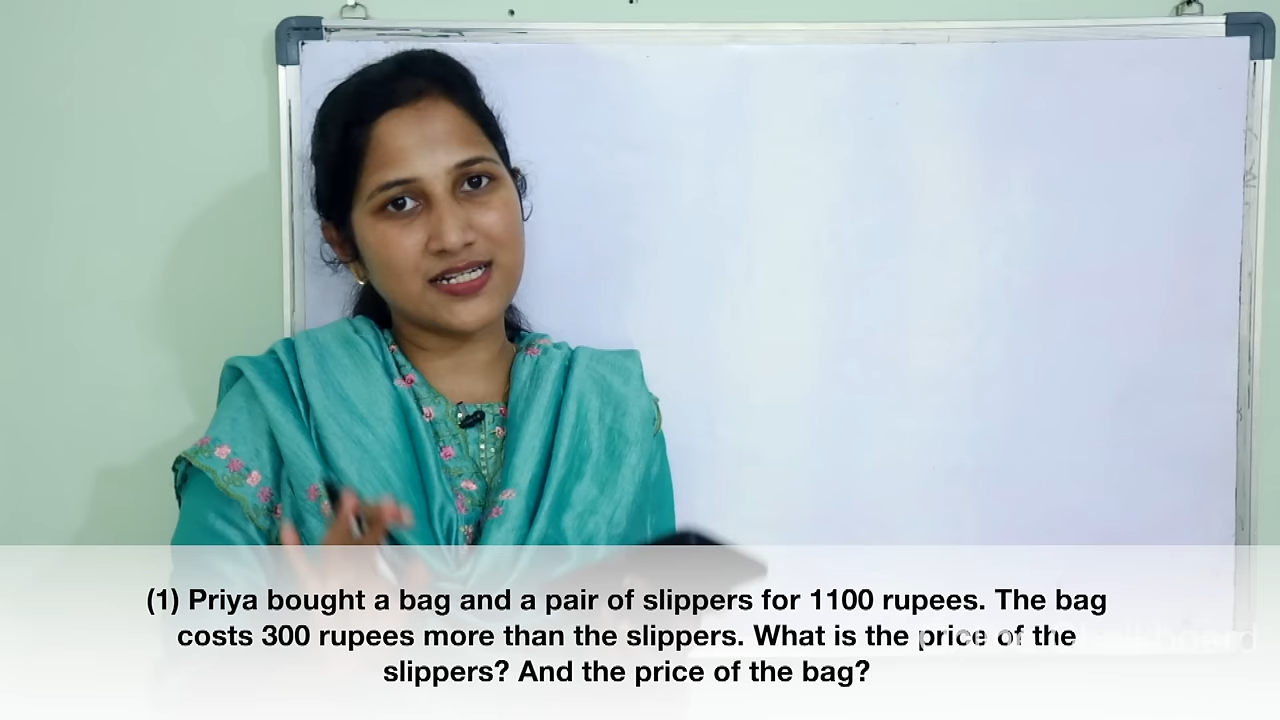 (1) Priya bought a bag and a pair of slippers for 1100 rupees. The bag
costs 300 rupees more than the slippers. What is the price of the
slippers? And the price of the bag?